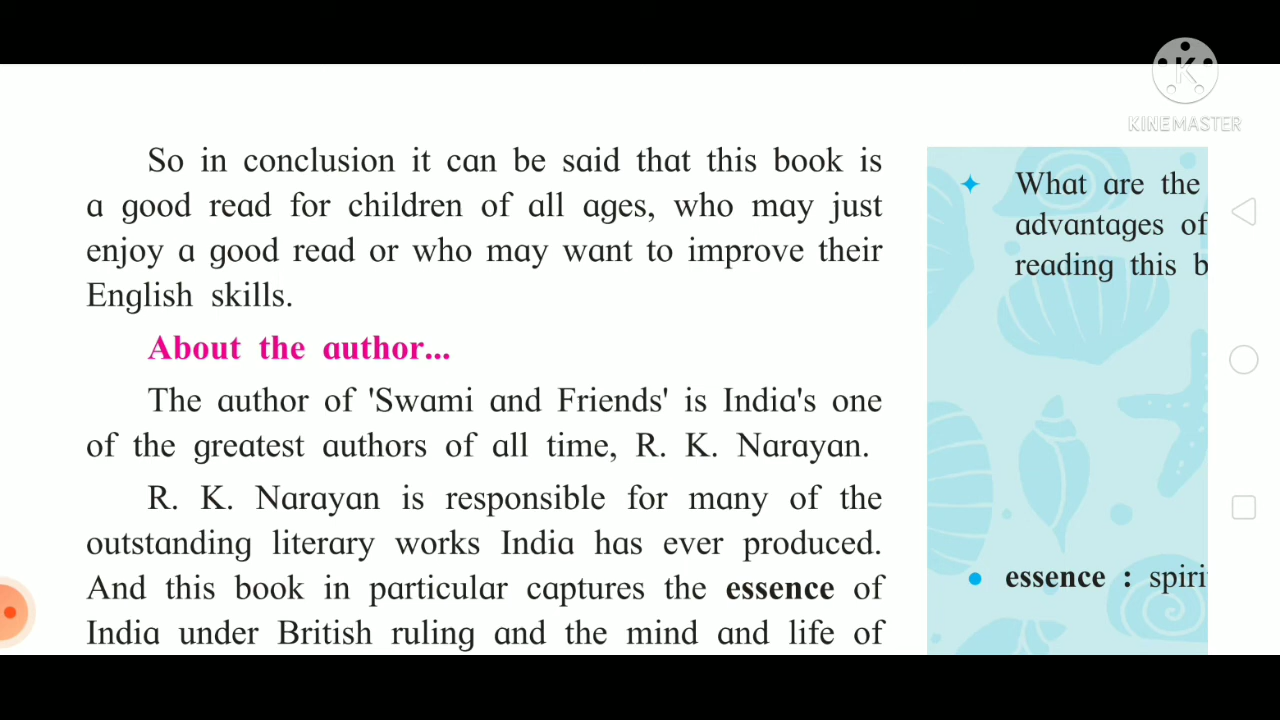 KINEMASTER
So in conclusion it can be said that this book is
a good read for children of all ages, who may just
enjoy a good read or who may want to improve their
English skills.
About the author...
The author of 'Swami and Friends' is India's one
of the greatest authors of all time, R. K. Narayan.
R. K. Narayan is responsible for many of the
outstanding literary works India has ever produced.
And this book in particular captures the essence of
India under British ruling and the mind and life of
What are the
advantages of
reading this b
essence : spiri